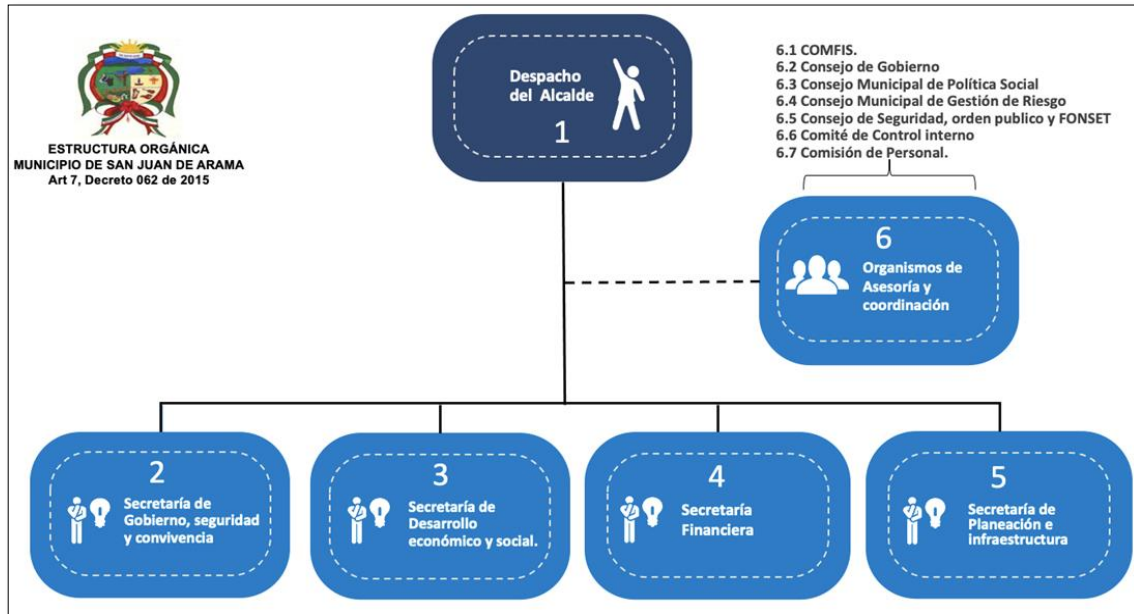 ESTRUCTURA ORGÁNICA
MUNICIPIO DE SAN JUAN DE ARAMA
Art 7, Decreto 062 de 2015
Despacho
del Alcalde
1
6.1 COMFIS.
6.2 Consejo de Gobierno
6.3 Consejo Municipal de Política Social
6.4 Consejo Municipal de Gestión de Riesgo
6.5 Consejo de Seguridad, orden publico y FONSET
6.6 Comité de Control interno
6.7 Comisión de Personal.
6
Organismos de
Asesoría y
coordinación
2
Secretaría de
Gobierno, seguridad
y convivencia
3
Secretaría de
Desarrollo
económico y social.
4
Secretaría
Financiera
5
Secretaría de
Planeación e
infraestructura